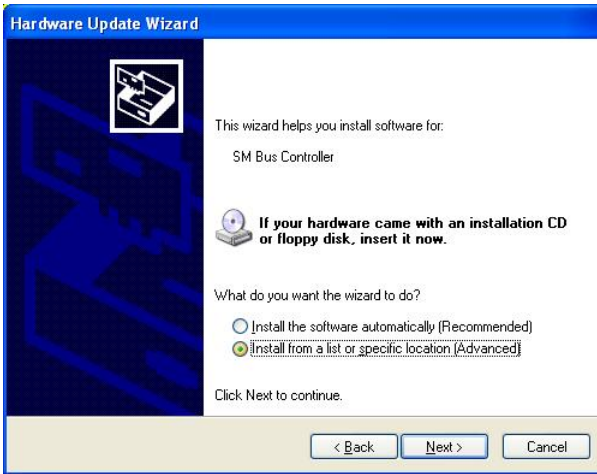 Hardware Update Wizard
This wizard helps you install software for:
SM Bus Controller
If your hardware came with an installation CD
or floppy disk, insert it now.
What do you want the wizard to do?
Install the software automatically (Recommended)
Install from a list or specific location (Advanced)
Click Next to continue.
< Back Next > Cancel